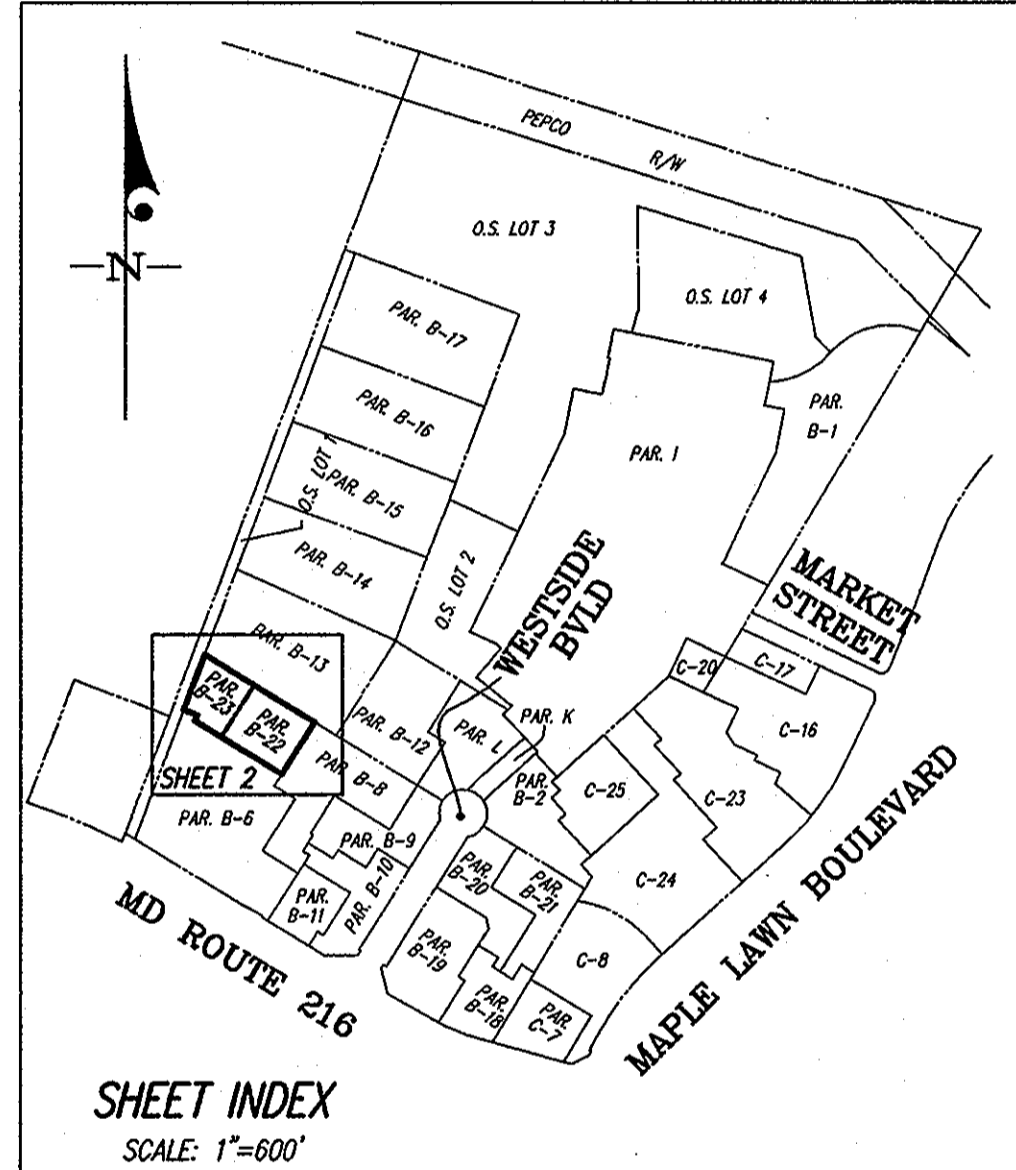 PEPCO
R/W
O.S. LOT 3
O.S. LOT 4
N
PAR. B-17
PAR.
B-1
PAR. B-16
PAR. I
O.S. LOT 1
PAR. B-15
PAR. B-14
O.S. LOT 2
WESTSIDE
BVLD
MARKET
STREET
PAR. B-13
C-20
C-17
PAR.
B-23
PAR.
B-22
PAR. B-12
PAR. L
PAR. K
C-16
SHEET 2
PAR. B-8
PAR.
B-2
C-25
C-23
PAR. B-6
PAR. B-9
PAR. B-10
PAR.
B-11
PAR.
B-20
PAR.
B-21
C-24
PAR.
B-19
C-8
PAR.
B-18
PAR.
C-7
MD ROUTE 216
MAPLE LAWN BOULEVARD
SHEET INDEX
SCALE: 1"=600'